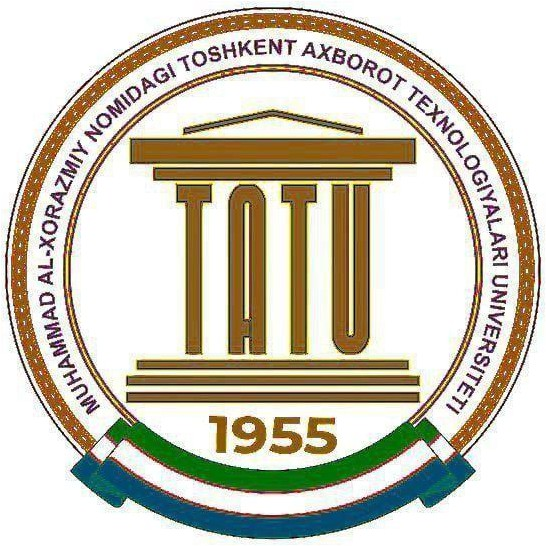 MUHAMMAD AL-XORAZMIY NOMIDAGI TOSHKENT AXBOROT TEXNOLOGIYALARI UNIVERSITETI
TATU
1955